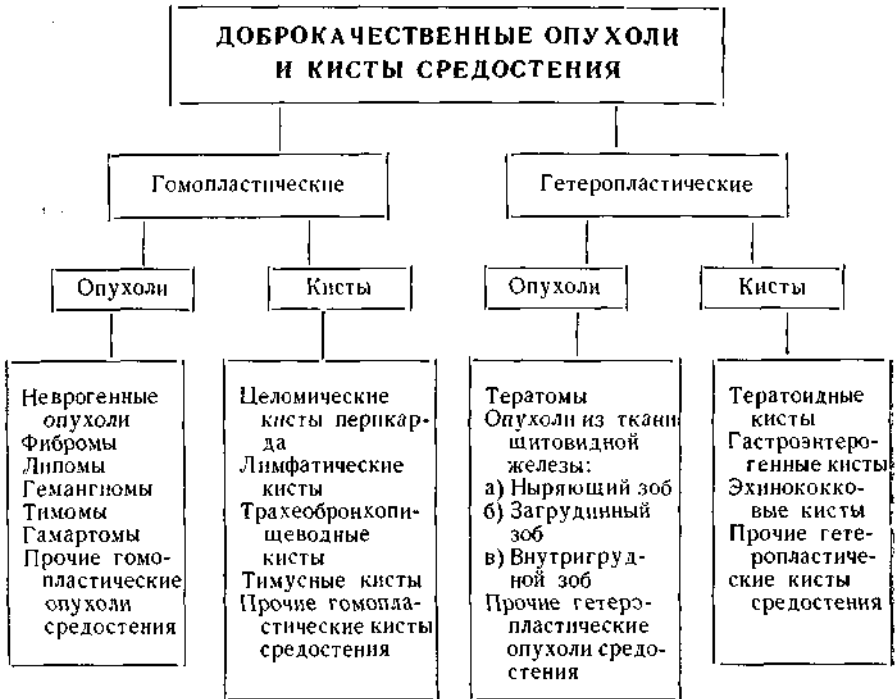 ДОБРОКАЧЕСТВЕННЫЕ ОПУХОЛИ
И КИСТЫ СРЕДОСТЕНИЯ
Гомопластические
Гетеропластические
Опухоли
Кисты
Опухоли
Кисты
Неврогенные
опухоли
Фибромы
Липомы
Гемангиомы
Тимомы
Гамартомы
Прочие гомо-
пластические
опухоли
средостения
Целомические
кисты перикар-
да
Лимфатические
кисты
Трахеобронхопи-
щеводные
кисты
Тимусные кисты
Прочие гомопла-
стические кисты
средостения
Тератомы
Опухоли из ткани
щитовидной
железы:
а) Ныряющий зоб
б) Загрудинный
зоб
в) Внутригруд-
ной зоб
Прочие гетеро-
пластические
опухоли средо-
стения
Тератоидные
кисты
Гастроэнтеро-
генные кисты
Эхинококко-
вые кисты
Прочие гете-
ропластиче-
ские кисты
средостения